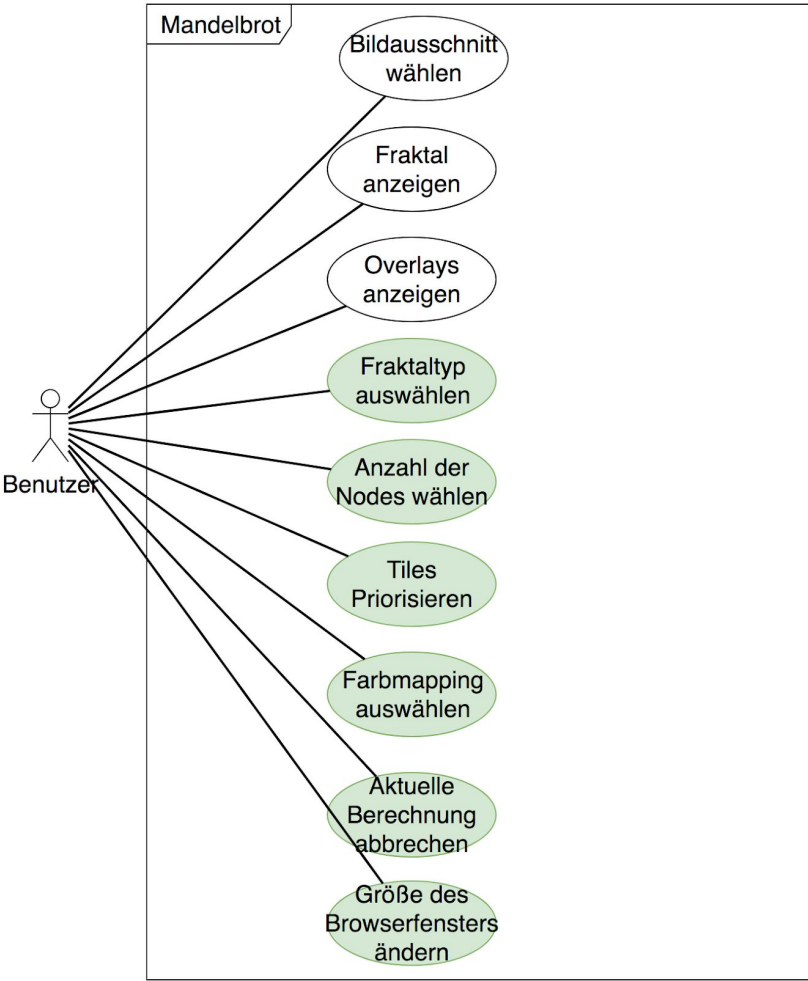 Mandelbrot
Bildausschnitt
wählen
Fraktal
anzeigen
Overlays
anzeigen
Fraktaltyp
auswählen
Benutzer
Anzahl der
Nodes wählen
Tiles
Priorisieren
Farbmapping
auswählen
Aktuelle
Berechnung
abbrechen
Größe des
Browserfensters
ändern